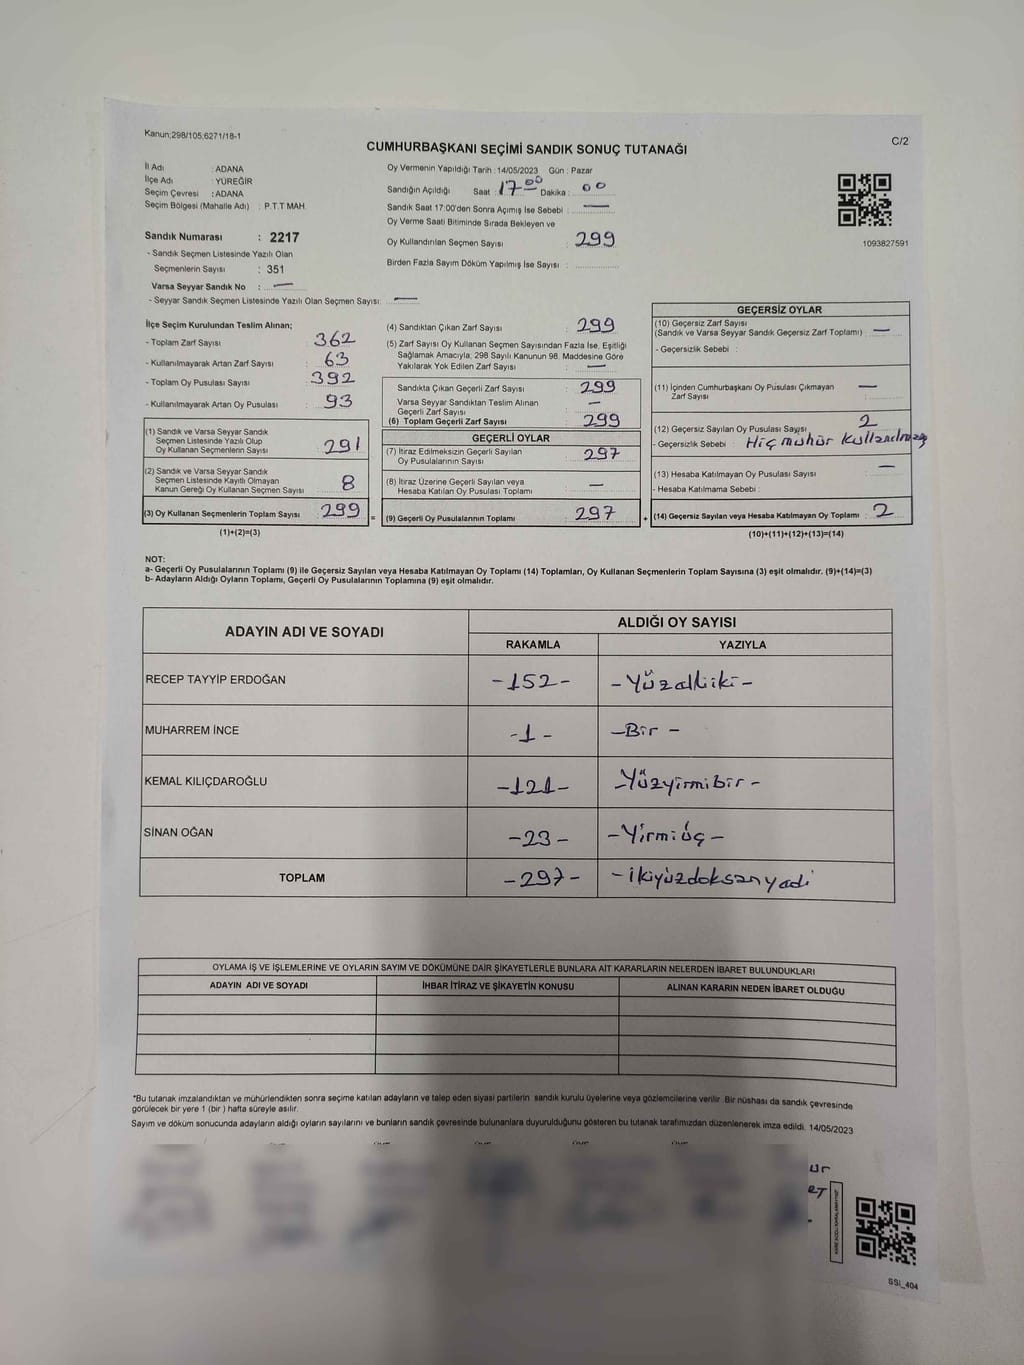 Kanun;298/105;6271/18-1
C/2
CUMHURBAŞKANI SEÇİMİ SANDIK SONUÇ TUTANAĞI
İl Adı : ADANA
İlçe Adı : YÜREĞİR
Seçim Çevresi : ADANA
Seçim Bölgesi (Mahalle Adı) : P.T.T MAH.
Sandık Numarası : 2217
- Sandık Seçmen Listesinde Yazılı Olan
Seçmenlerin Sayısı : 351
Varsa Seyyar Sandık No : —
- Seyyar Sandık Seçmen Listesinde Yazılı Olan Seçmen Sayısı: —
Oy Vermenin Yapıldığı Tarih : 14/05/2023 Gün : Pazar
Sandığın Açıldığı Saat : 17 00 Dakika : 00
Sandık Saat 17:00'den Sonra Açımış İse Sebebi : —
Oy Verme Saati Bitiminde Sırada Bekleyen ve
Oy Kullandırılan Seçmen Sayısı : 299
Birden Fazla Sayım Döküm Yapılmış İse Sayısı :
1093827591
İlçe Seçim Kurulundan Teslim Alınan;
- Toplam Zarf Sayısı : 362
- Kullanılmayarak Artan Zarf Sayısı : 63
- Toplam Oy Pusulası Sayısı : 392
- Kullanılmayarak Artan Oy Pusulası : 93
(1) Sandık ve Varsa Seyyar Sandık
Seçmen Listesinde Yazılı Olup
Oy Kullanan Seçmenlerin Sayısı : 291
(2) Sandık ve Varsa Seyyar Sandık
Seçmen Listesinde Kayıtlı Olmayan
Kanun Gereği Oy Kullanan Seçmen Sayısı : 8
(3) Oy Kullanan Seçmenlerin Toplam Sayısı : 299
(1)+(2)=(3)
(4) Sandıktan Çıkan Zarf Sayısı : 299
(5) Zarf Sayısı Oy Kullanan Seçmen Sayısından Fazla İse, Eşitliği
Sağlamak Amacıyla, 298 Sayılı Kanunun 98. Maddesine Göre
Yakılarak Yok Edilen Zarf Sayısı : —
Sandıkta Çıkan Geçerli Zarf Sayısı : 299
Varsa Seyyar Sandıktan Teslim Alınan
Geçerli Zarf Sayısı : —
(6) Toplam Geçerli Zarf Sayısı : 299
GEÇERLİ OYLAR
(7) İtiraz Edilmeksizin Geçerli Sayılan
Oy Pusulalarının Sayısı : 297
(8) İtiraz Üzerine Geçerli Sayılan veya
Hesaba Katılan Oy Pusulası Toplamı : —
= (9) Geçerli Oy Pusulalarının Toplamı : 297
GEÇERSİZ OYLAR
(10) Geçersiz Zarf Sayısı
(Sandık ve Varsa Seyyar Sandık Geçersiz Zarf Toplamı) : —
- Geçersizlik Sebebi :
(11) İçinden Cumhurbaşkanı Oy Pusulası Çıkmayan
Zarf Sayısı : —
(12) Geçersiz Sayılan Oy Pusulası Sayısı : 2
- Geçersizlik Sebebi : Hiç mühür
(13) Hesaba Katılmayan Oy Pusulası Sayısı : —
- Hesaba Katılmama Sebebi :
+ (14) Geçersiz Sayılan veya Hesaba Katılmayan Oy Toplamı : 2
(10)+(11)+(12)+(13)=(14)
NOT:
a- Geçerli Oy Pusulalarının Toplamı (9) ile Geçersiz Sayılan veya Hesaba Katılmayan Oy Toplamı (14) Toplamları, Oy Kullanan Seçmenlerin Toplam Sayısına (3) eşit olmalıdır. (9)+(14)=(3)
b- Adayların Aldığı Oyların Toplamı, Geçerli Oy Pusulalarının Toplamına (9) eşit olmalıdır.
ADAYIN ADI VE SOYADI
ALDIĞI OY SAYISI
RAKAMLA YAZIYLA
RECEP TAYYİP ERDOĞAN -152- -Yüzelliiki-
MUHARREM İNCE -1- -Bir-
KEMAL KILIÇDAROĞLU -121- -Yüzyirmibir-
SİNAN OĞAN -23- -Yirmiüç-
TOPLAM -297- -ikiyüzdoksanyadi
OYLAMA İŞ VE İŞLEMLERİNE VE OYLARIN SAYIM VE DÖKÜMÜNE DAİR ŞİKAYETLERLE BUNLARA AİT KARARLARIN NELERDEN İBARET BULUNDUKLARI
ADAYIN ADI VE SOYADI İHBAR İTİRAZ VE ŞİKAYETİN KONUSU ALINAN KARARIN NEDEN İBARET OLDUĞU
*Bu tutanak imzalandıktan ve mühürlendikten sonra seçime katılan adayların ve talep eden siyasi partilerin sandık kurulu üyelerine veya gözlemcilerine verilir. Bir nüshası da sandık çevresinde
görülecek bir yere 1 (bir ) hafta süreyle asılır.
Sayım ve döküm sonucunda adayların aldığı oyların sayılarını ve bunların sandık çevresinde bulunanlara duyurulduğunu gösteren bu tutanak tarafımızdan düzenlenerek imza edildi. 14/05/2023
SSI_404